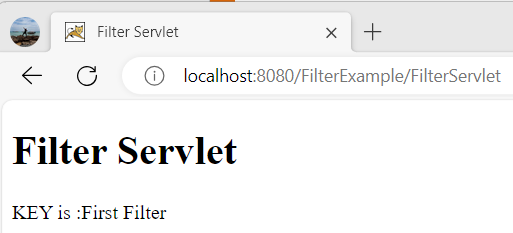 Filter Servlet
localhost:8080/FilterExample/FilterServlet
Filter Servlet
KEY is :First Filter